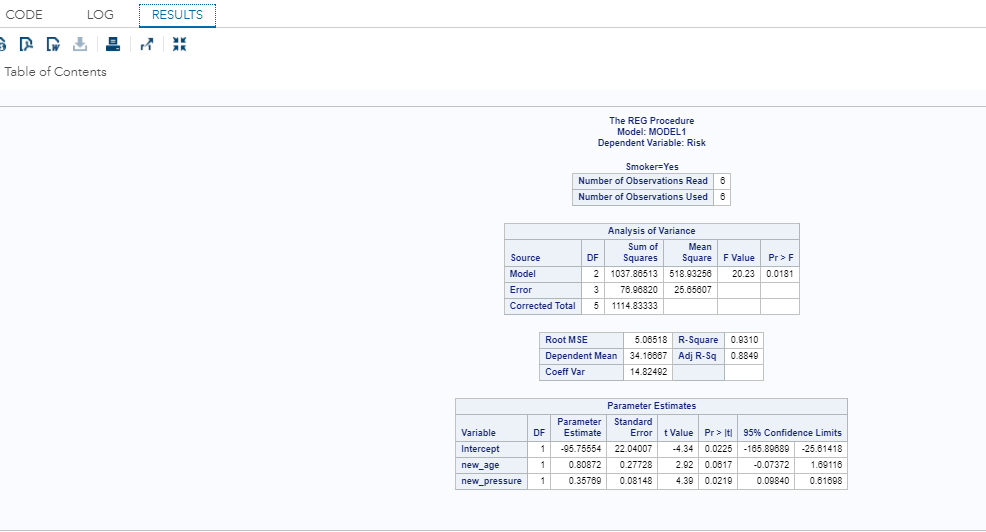 CODE LOG RESULTS
Table of Contents
The REG Procedure
Model: MODEL1
Dependent Variable: Risk
Smoker=Yes
Number of Observations Read 6
Number of Observations Used 6
Analysis of Variance
Source DF Sum of Squares Mean Square F Value Pr > F
Model 2 1037.86513 518.93256 20.23 0.0181
Error 3 76.96820 25.65607
Corrected Total 5 1114.83333
Root MSE 5.06518 R-Square 0.9310
Dependent Mean 34.16667 Adj R-Sq 0.8849
Coeff Var 14.82492
Parameter Estimates
Variable DF Parameter Estimate Standard Error t Value Pr > |t| 95% Confidence Limits
Intercept 1 -95.75554 22.04007 -4.34 0.0225 -165.89689 -25.61418
new_age 1 0.80872 0.27728 2.92 0.0617 -0.07372 1.69116
new_pressure 1 0.35769 0.08148 4.39 0.0219 0.09840 0.61698